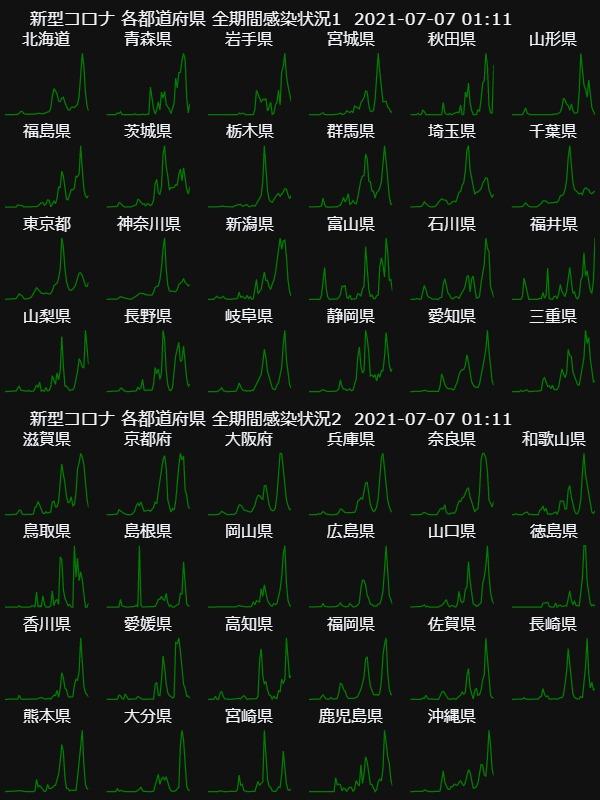 新型コロナ 各都道府県 全期間感染状況1 2021-07-07 01:11
北海道 青森県 岩手県 宮城県 秋田県 山形県
福島県 茨城県 栃木県 群馬県 埼玉県 千葉県
東京都 神奈川県 新潟県 富山県 石川県 福井県
山梨県 長野県 岐阜県 静岡県 愛知県 三重県
新型コロナ 各都道府県 全期間感染状況2 2021-07-07 01:11
滋賀県 京都府 大阪府 兵庫県 奈良県 和歌山県
鳥取県 島根県 岡山県 広島県 山口県 徳島県
香川県 愛媛県 高知県 福岡県 佐賀県 長崎県
熊本県 大分県 宮崎県 鹿児島県 沖縄県